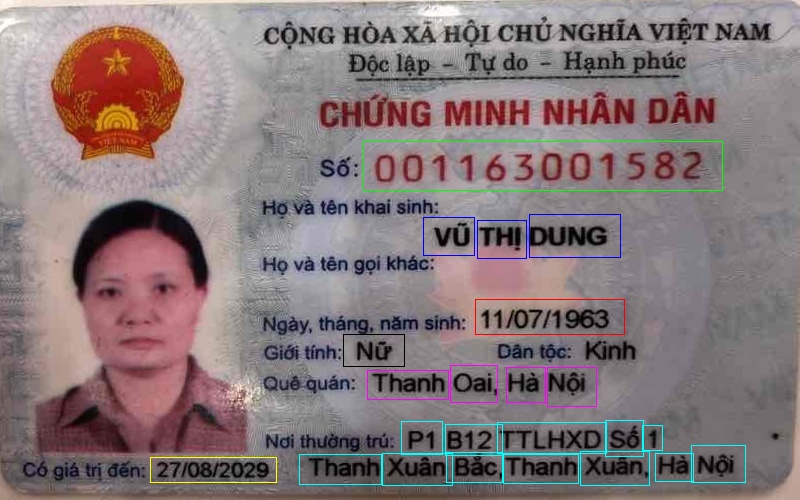 CỘNG HÒA XÃ HỘI CHỦ NGHĨA VIỆT NAM
Độc lập - Tự do - Hạnh phúc
CHỨNG MINH NHÂN DÂN
Số: 001163001582
Họ và tên khai sinh:
VŨ THỊ DUNG
Họ và tên gọi khác:
Ngày, tháng, năm sinh: 11/07/1963
Giới tính: Nữ Dân tộc: Kinh
Quê quán: Thanh Oai, Hà Nội
Nơi thường trú: P1 B12 TTLHXD Số 1
Có giá trị đến: 27/08/2029 Thanh Xuân Bắc, Thanh Xuân, Hà Nội